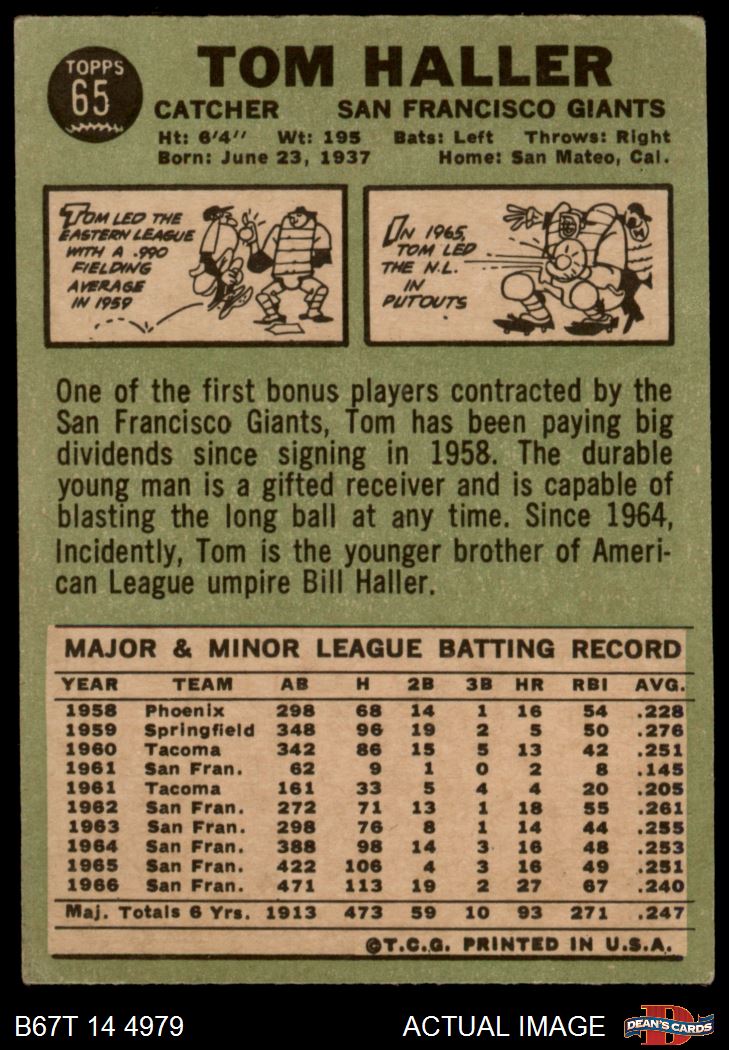 TOPPS
65
TOM HALLER
CATCHER SAN FRANCISCO GIANTS
Ht: 6'4" Wt: 195 Bats: Left Throws: Right
Born: June 23, 1937 Home: San Mateo, Cal.
TOM LED THE
EASTERN LEAGUE
WITH A .990
FIELDING
AVERAGE
IN 1959
IN 1965,
TOM LED
THE N.L.
IN
PUTOUTS
One of the first bonus players contracted by the
San Francisco Giants, Tom has been paying big
dividends since signing in 1958. The durable
young man is a gifted receiver and is capable of
blasting the long ball at any time. Since 1964,
Incidently, Tom is the younger brother of Ameri-
can League umpire Bill Haller.
MAJOR & MINOR LEAGUE BATTING RECORD
YEAR TEAM AB H 2B 3B HR RBI AVG.
1958 Phoenix 298 68 14 1 16 54 .228
1959 Springfield 348 96 19 2 5 50 .276
1960 Tacoma 342 86 15 5 13 42 .251
1961 San Fran. 62 9 1 0 2 8 .145
1961 Tacoma 161 33 5 4 4 20 .205
1962 San Fran. 272 71 13 1 18 55 .261
1963 San Fran. 298 76 8 1 14 44 .255
1964 San Fran. 388 98 14 3 16 48 .253
1965 San Fran. 422 106 4 3 16 49 .251
1966 San Fran. 471 113 19 2 27 67 .240
Maj. Totals 6 Yrs. 1913 473 59 10 93 271 .247
©T.C.G. PRINTED IN U.S.A.
B67T 14 4979 ACTUAL IMAGE
D
DEAN'S CARDS